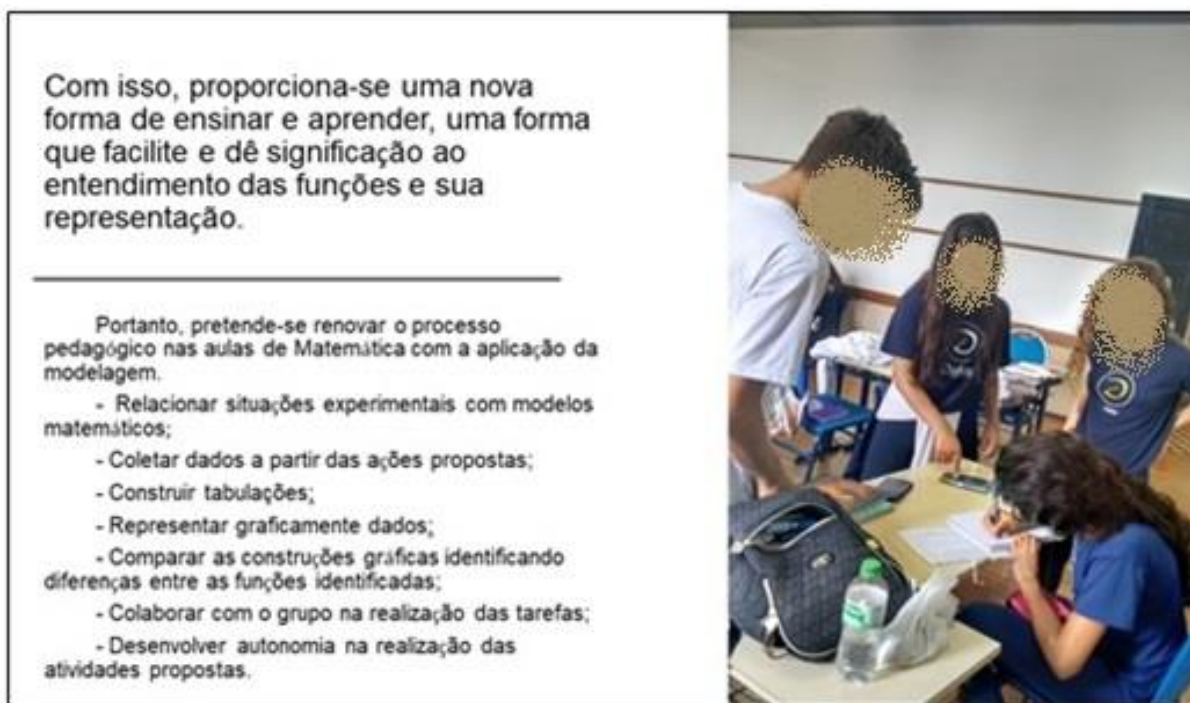 Com isso, proporciona-se uma nova
forma de ensinar e aprender, uma forma
que facilite e dê significação ao
entendimento das funções e sua
representação.
Portanto, pretende-se renovar o processo
pedagógico nas aulas de Matemática com a aplicação da
modelagem.
- Relacionar situações experimentais com modelos
matemáticos;
- Coletar dados a partir das ações propostas;
- Construir tabulações;
- Representar graficamente dados;
- Comparar as construções gráficas identificando
diferenças entre as funções identificadas;
- Colaborar com o grupo na realização das tarefas;
- Desenvolver autonomia na realização das
atividades propostas.